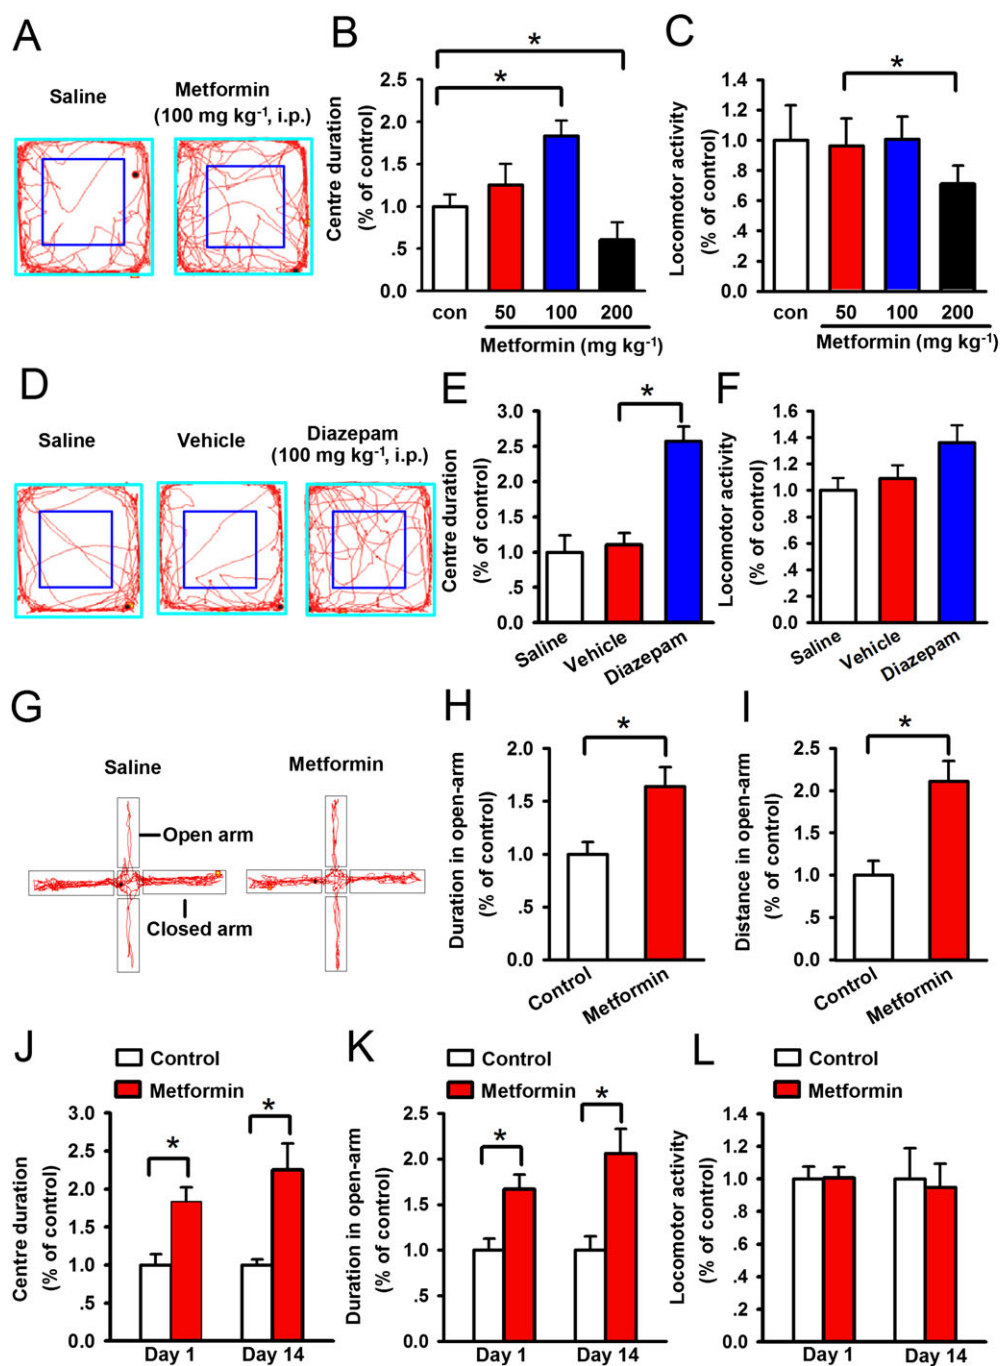 A
Saline
Metformin
(100 mg kg-1, i.p.)
B
Centre duration
(% of control)
2.5
2.0
1.5
1.0
.5
0.0
*
*
con
50
100
200
Metformin (mg kg-1)
C
Locomotor activity
(% of control)
1.4
1.2
1.0
.8
.6
.4
.2
0.0
*
con
50
100
200
Metformin (mg kg-1)
D
Saline
Vehicle
Diazepam
(100 mg kg-1, i.p.)
E
Centre duration
(% of control)
3.0
2.5
2.0
1.5
1.0
.5
0.0
*
Saline
Vehicle
Diazepam
F
Locomotor activity
(% of control)
1.6
1.4
1.2
1.0
.8
.6
.4
.2
0
Saline
Vehicle
Diazepam
G
Saline
Metformin
Open arm
Closed arm
H
Duration in open-arm
(% of control)
2.0
1.5
1.0
.5
0.0
*
Control
Metformin
I
Distance in open-arm
(% of control)
2.5
2.0
1.5
1.0
.5
0.0
*
Control
Metformin
J
Control
Metformin
Centre duration
(% of control)
3.0
2.5
2.0
1.5
1.0
.5
0.0
*
*
Day 1
Day 14
K
Control
Metformin
Duration in open-arm
(% of control)
2.5
2.0
1.5
1.0
.5
0.0
*
*
Day 1
Day 14
L
Control
Metformin
Locomotor activity
(% of control)
1.4
1.2
1.0
.8
.6
.4
.2
0.0
Day 1
Day 14